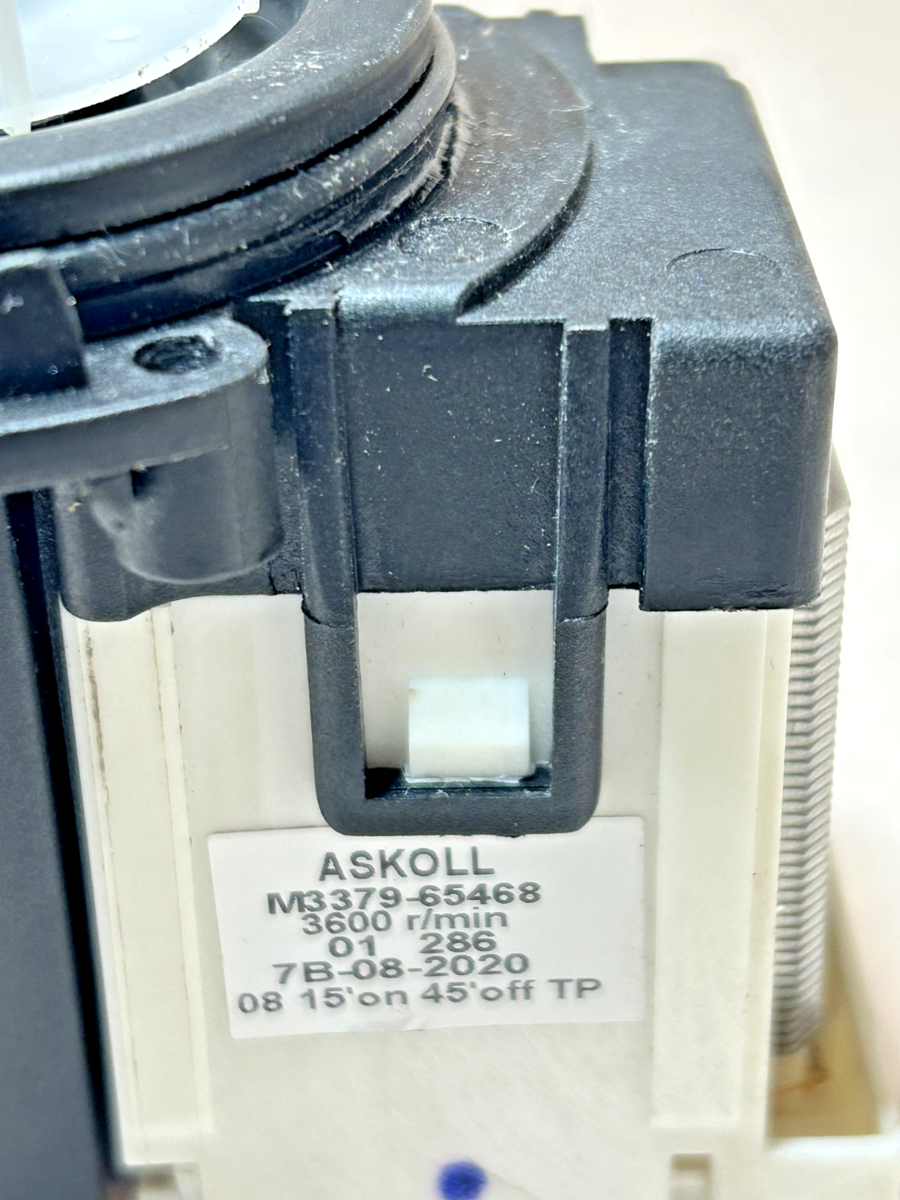 ASKOLL
M3379-65468
3600 r/min
01 286
7B-08-2020
08 15'on 45'off TP